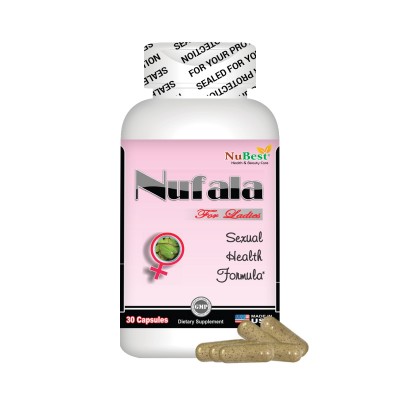 SEALED FOR YOUR PROTECTION
NuBest®
Health & Beauty Care
Nufala
For Ladies
Sexual
Health
Formula*
30 Capsules
GMP
Dietary Supplement
MADE IN
USA